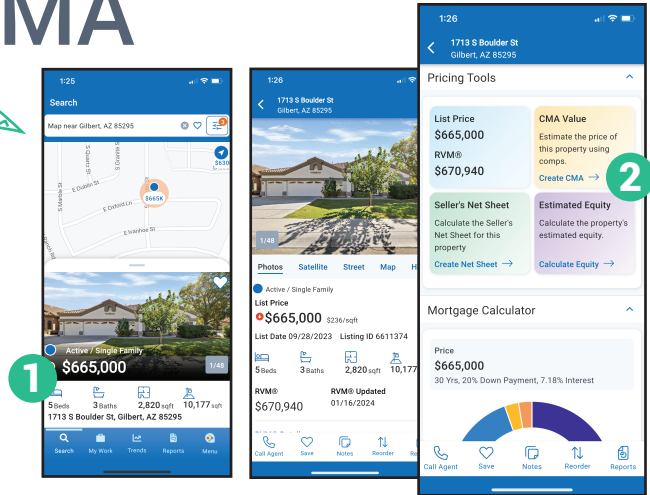 MA
1:25
Search
Map near Gilbert, AZ 85295
3
S Quartz St
S Granite St
$630
E Dublin St
S Marble St
$665K
E Oxford Ln
E Ivanhoe St
Ranch Rd
Active / Single Family
$665,000
1/48
1
5 Beds
3 Baths
2,820 sqft
10,177 sqft
1713 S Boulder St, Gilbert, AZ 85295
Search
My Work
Trends
Reports
Menu
1:26
1713 S Boulder St
Gilbert, AZ 85295
1/48
Photos Satellite Street Map H
Active / Single Family
List Price
$665,000 $236/sqft
List Date 09/28/2023 Listing ID 6611374
5 Beds
3 Baths
2,820 sqft
10,177
RVM® RVM® Updated
$670,940 01/16/2024
Call Agent
Save
Notes
Reorder
Re
1:26
1713 S Boulder St
Gilbert, AZ 85295
Pricing Tools
List Price
$665,000
RVM®
$670,940
CMA Value
Estimate the price of
this property using
comps.
Create CMA →
2
Seller's Net Sheet
Calculate the Seller's
Net Sheet for this
property
Create Net Sheet →
Estimated Equity
Calculate the property's
estimated equity.
Calculate Equity →
Mortgage Calculator
Price
$665,000
30 Yrs, 20% Down Payment, 7.18% Interest
Call Agent
Save
Notes
Reorder
Reports